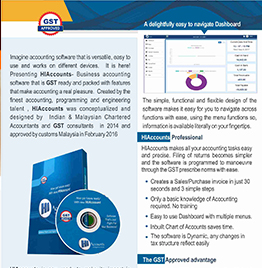 GST
APPROVED
Imagine accounting software that is versatile, easy to
use and works on different devices. It is here!
Presenting HiAccounts- Business accounting
software that is GST ready and packed with features
that make accounting a real pleasure. Created by the
finest accounting, programming and engineering
talent , HiAccounts was conceptualized and
designed by Indian & Malaysian Chartered
Accountants and GST consultants in 2014 and
approved by customs Malaysia in February 2016
A delightfully easy to navigate Dashboard
The simple, functional and flexible design of the
software makes it easy for you to navigate across
functions with ease, using the menu functions so,
information is available literally on your fingertips.
HiAccounts Professional
HiAccounts makes all your accounting tasks easy
and precise. Filing of returns becomes simpler
and the software is programmed to manoeuvre
through the GST prescribe norms with ease.
• Creates a Sales/Purchase invoice in just 30
seconds and 3 simple steps
• Only a basic knowledge of Accounting
required. No training
• Easy to use Dashboard with multiple menus.
• Inbuilt Chart of Accounts saves time.
• The software is Dynamic, any changes in
tax structure reflect easily
The GST Approved advantage